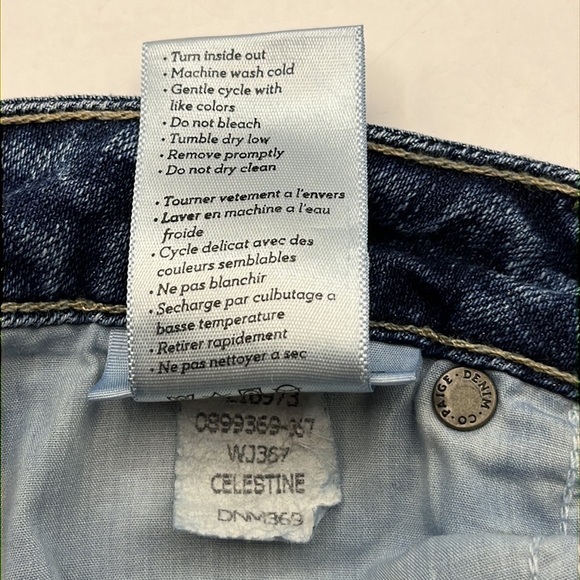 • Turn inside out
• Machine wash cold
• Gentle cycle with
like colors
• Do not bleach
• Tumble dry low
• Remove promptly
• Do not dry clean
• Tourner vetement a l'envers
• Laver en machine a l'eau
froide
• Cycle delicat avec des
couleurs semblables
• Ne pas blanchir
• Secharge par culbutage a
basse temperature
• Retirer rapidement
• Ne pas nettoyer a sec
WJ367
CELESTINE
DNM369
PAIGE • DENIM • CO •